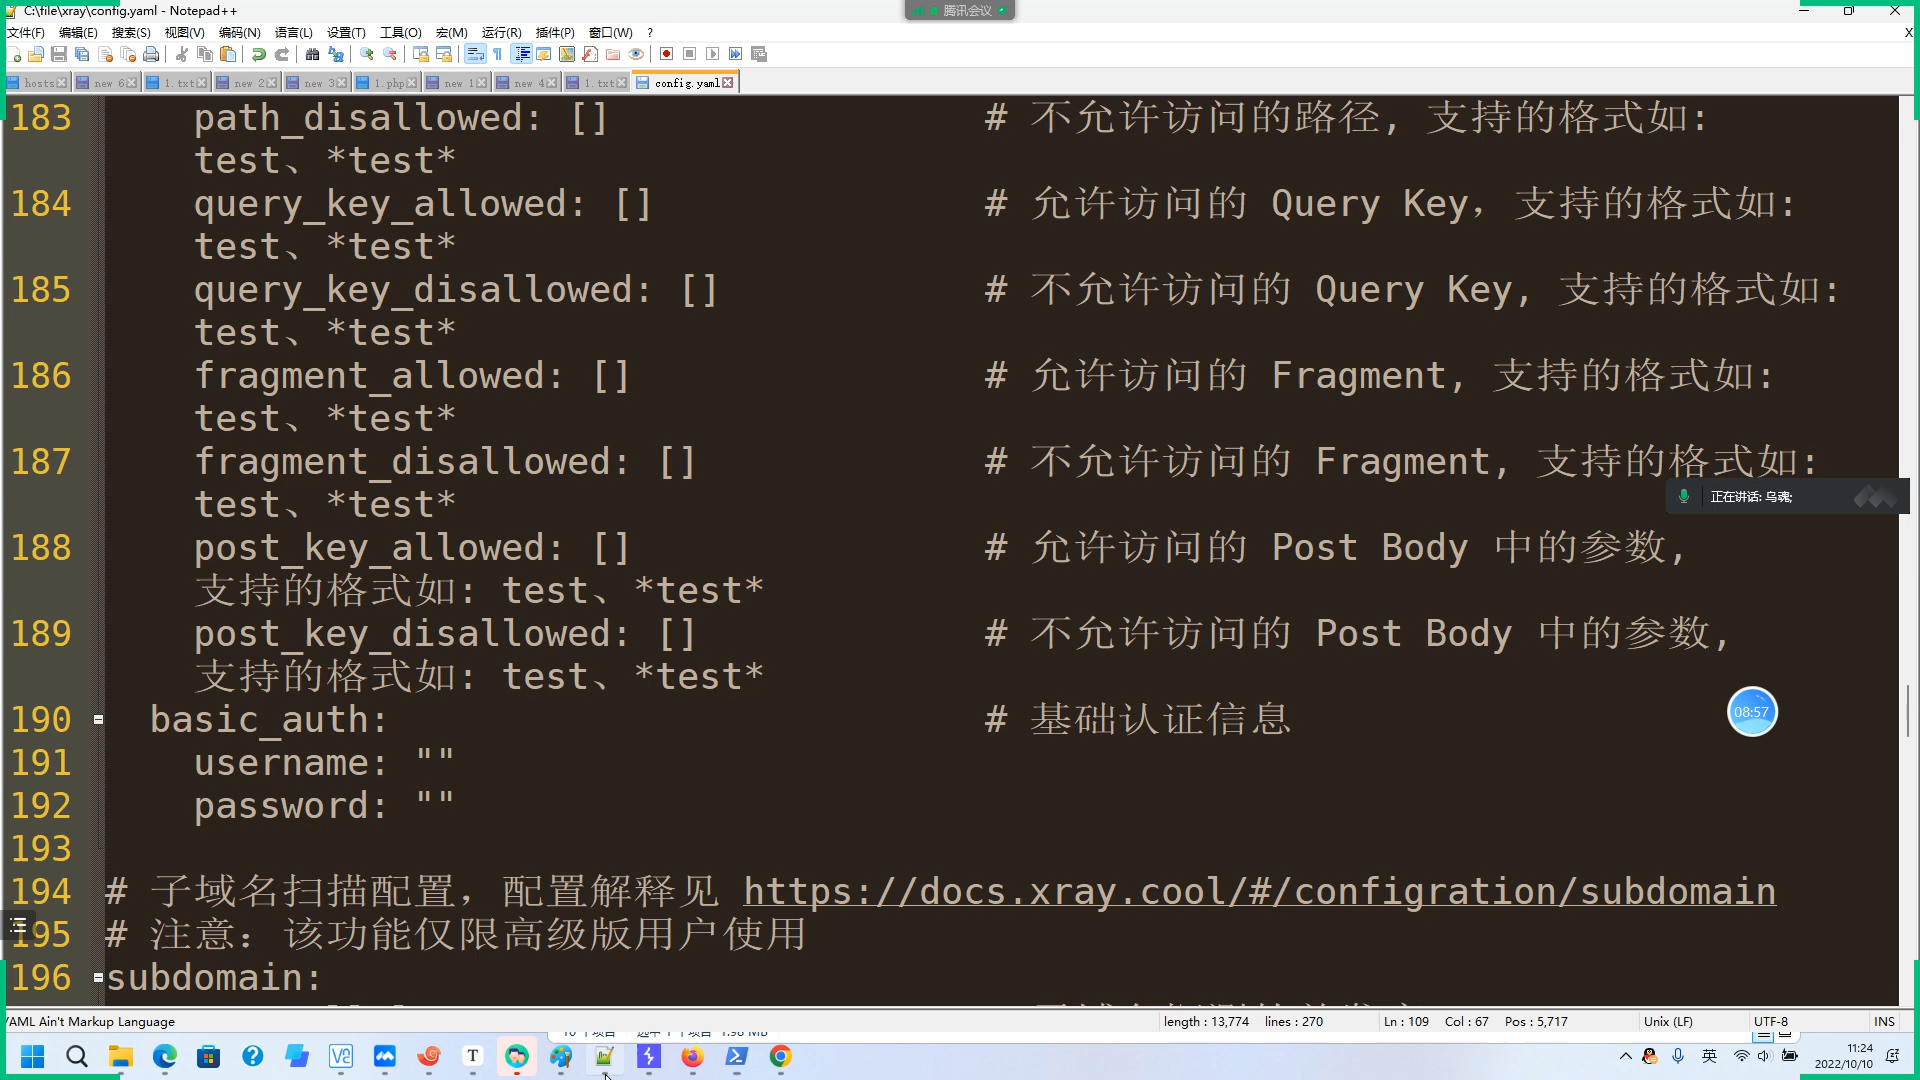 C:\file\xray\config.yaml - Notepad++
腾讯会议
文件(F) 编辑(E) 搜索(S) 视图(V) 编码(N) 语言(L) 设置(T) 工具(O) 宏(M) 运行(R) 插件(P) 窗口(W) ? X
hosts new 6 1.txt new 2 new 3 1.php new 1 new 4 1.txt config.yaml
183 path_disallowed: [] # 不允许访问的路径, 支持的格式如:
test、*test*
184 query_key_allowed: [] # 允许访问的 Query Key，支持的格式如:
test、*test*
185 query_key_disallowed: [] # 不允许访问的 Query Key, 支持的格式如:
test、*test*
186 fragment_allowed: [] # 允许访问的 Fragment, 支持的格式如:
test、*test*
187 fragment_disallowed: [] # 不允许访问的 Fragment, 支持的格式如:
test、*test*
正在讲话: 乌魂;
188 post_key_allowed: [] # 允许访问的 Post Body 中的参数,
支持的格式如: test、*test*
189 post_key_disallowed: [] # 不允许访问的 Post Body 中的参数,
支持的格式如: test、*test*
190 basic_auth: # 基础认证信息
08:57
191 username: ""
192 password: ""
193
194 # 子域名扫描配置，配置解释见 https://docs.xray.cool/#/configration/subdomain
195 # 注意：该功能仅限高级版用户使用
196 subdomain:
YAML Ain't Markup Language length : 13,774 lines : 270 Ln : 109 Col : 67 Pos : 5,717 Unix (LF) UTF-8 INS
英
11:24
2022/10/10